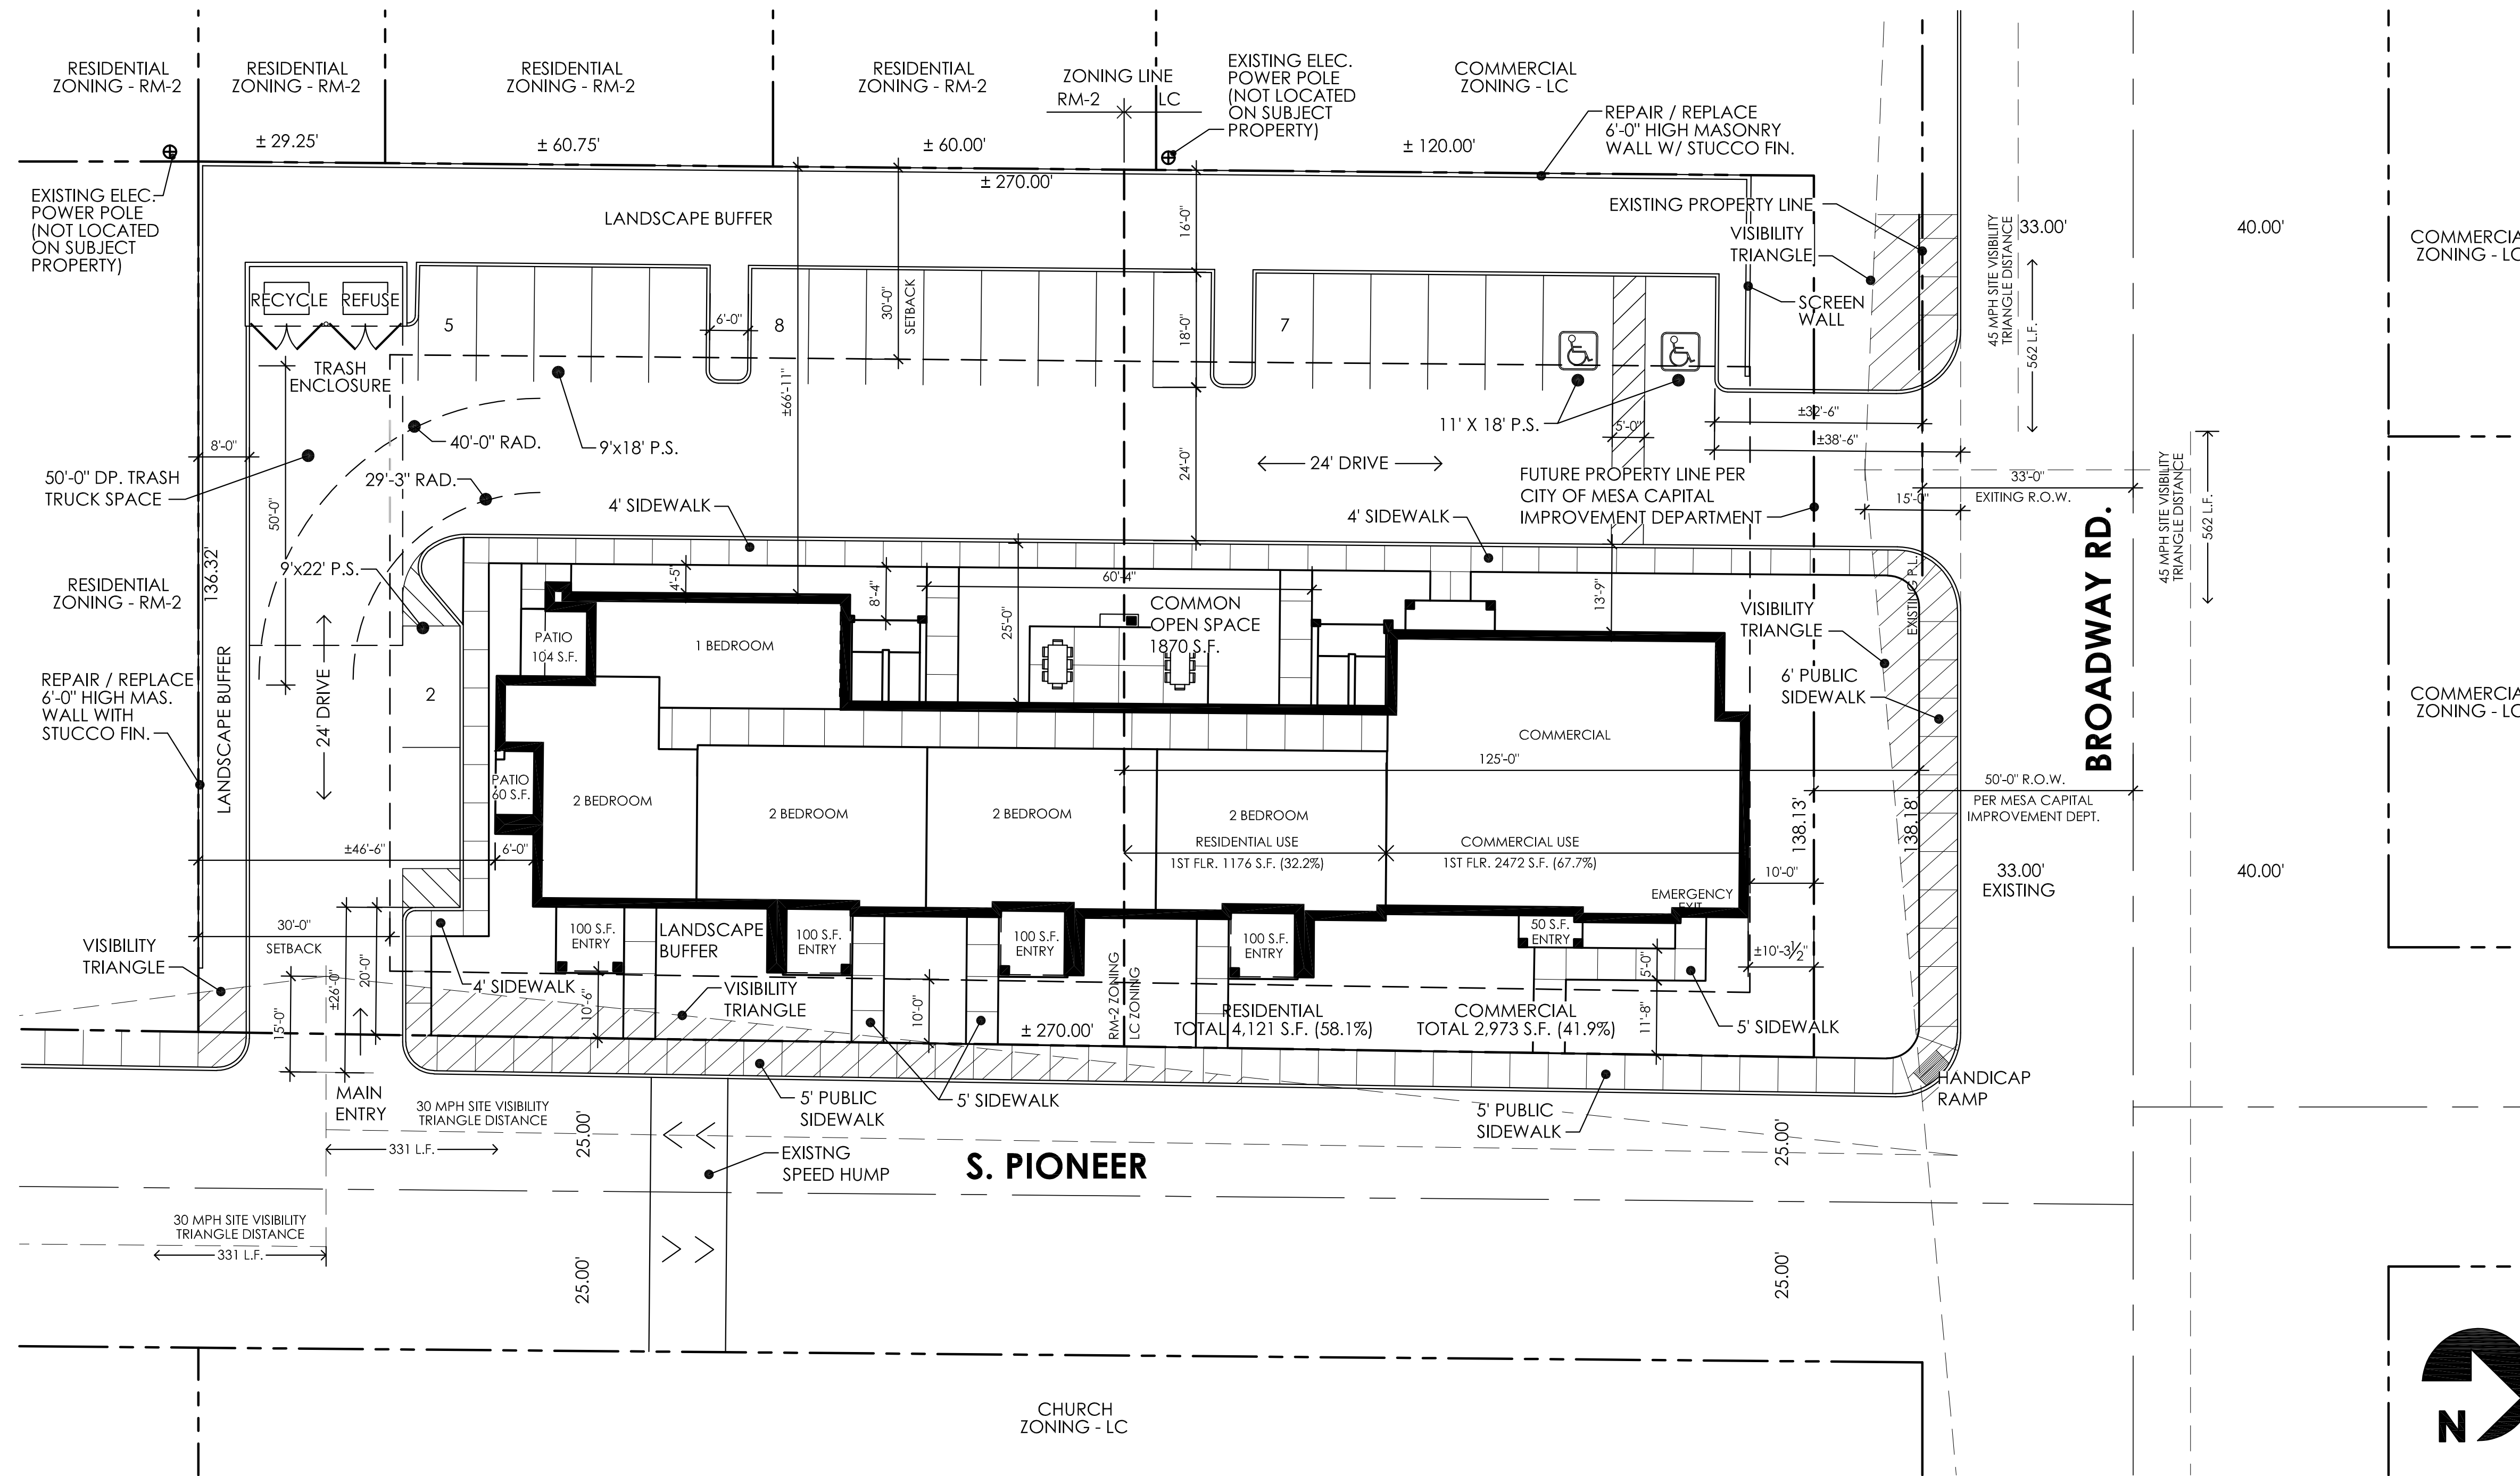 RESIDENTIAL
ZONING - RM-2
RESIDENTIAL
ZONING - RM-2
RESIDENTIAL
ZONING - RM-2
RESIDENTIAL
ZONING - RM-2
ZONING LINE
RM-2
LC
EXISTING ELEC.
POWER POLE
(NOT LOCATED
ON SUBJECT
PROPERTY)
COMMERCIAL
ZONING - LC
REPAIR / REPLACE
6'-0" HIGH MASONRY
WALL W/ STUCCO FIN.
± 29.25'
± 60.75'
± 60.00'
± 120.00'
± 270.00'
EXISTING ELEC.
POWER POLE
(NOT LOCATED
ON SUBJECT
PROPERTY)
LANDSCAPE BUFFER
16'-0"
EXISTING PROPERTY LINE
VISIBILITY
TRIANGLE
SCREEN
WALL
45 MPH SITE VISIBILITY
TRIANGLE DISTANCE
562 L.F.
33.00'
40.00'
COMMERCIA
ZONING - LC
RECYCLE
REFUSE
TRASH
ENCLOSURE
5
6'-0"
8
30'-0"
SETBACK
18'-0"
7
±66'-11"
8'-0"
50'-0" DP. TRASH
TRUCK SPACE
50'-0"
40'-0" RAD.
29'-3" RAD.
9'x18' P.S.
4' SIDEWALK
24'-0"
24' DRIVE
11' X 18' P.S.
5'-0"
±32'-6"
±38'-6"
4' SIDEWALK
FUTURE PROPERTY LINE PER
CITY OF MESA CAPITAL
IMPROVEMENT DEPARTMENT
15'-0"
33'-0"
EXITING R.O.W.
45 MPH SITE VISIBILITY
TRIANGLE DISTANCE
562 L.F.
BROADWAY RD.
136.32'
RESIDENTIAL
ZONING - RM-2
9'x22' P.S.
4'-5"
8'-4"
60'-4"
25'-0"
COMMON
OPEN SPACE
1870 S.F.
13'-9"
EXISTING P.L.
VISIBILITY
TRIANGLE
6' PUBLIC
SIDEWALK
PATIO
104 S.F.
1 BEDROOM
REPAIR / REPLACE
6'-0" HIGH MAS.
WALL WITH
STUCCO FIN.
LANDSCAPE BUFFER
24' DRIVE
2
PATIO
60 S.F.
2 BEDROOM
2 BEDROOM
2 BEDROOM
2 BEDROOM
COMMERCIAL
125'-0"
RESIDENTIAL USE
1ST FLR. 1176 S.F. (32.2%)
COMMERCIAL USE
1ST FLR. 2472 S.F. (67.7%)
138.13'
138.18'
50'-0" R.O.W.
PER MESA CAPITAL
IMPROVEMENT DEPT.
COMMERCIA
ZONING - LC
±46'-6"
6'-0"
10'-0"
33.00'
EXISTING
40.00'
EMERGENCY
EXIT
30'-0"
SETBACK
VISIBILITY
TRIANGLE
15'-0"
±26'-0"
20'-0"
4' SIDEWALK
100 S.F.
ENTRY
LANDSCAPE
BUFFER
100 S.F.
ENTRY
100 S.F.
ENTRY
100 S.F.
ENTRY
50 S.F.
ENTRY
±10'-3½"
10'-6"
VISIBILITY
TRIANGLE
10'-0"
± 270.00'
RM-2 ZONING
LC ZONING
RESIDENTIAL
TOTAL 4,121 S.F. (58.1%)
COMMERCIAL
TOTAL 2,973 S.F. (41.9%)
5'-0"
11'-8"
5' SIDEWALK
MAIN
ENTRY
30 MPH SITE VISIBILITY
TRIANGLE DISTANCE
331 L.F.
25.00'
5' PUBLIC
SIDEWALK
5' SIDEWALK
5' PUBLIC
SIDEWALK
HANDICAP
RAMP
25.00'
EXISTNG
SPEED HUMP
S. PIONEER
30 MPH SITE VISIBILITY
TRIANGLE DISTANCE
331 L.F.
25.00'
25.00'
CHURCH
ZONING - LC
N